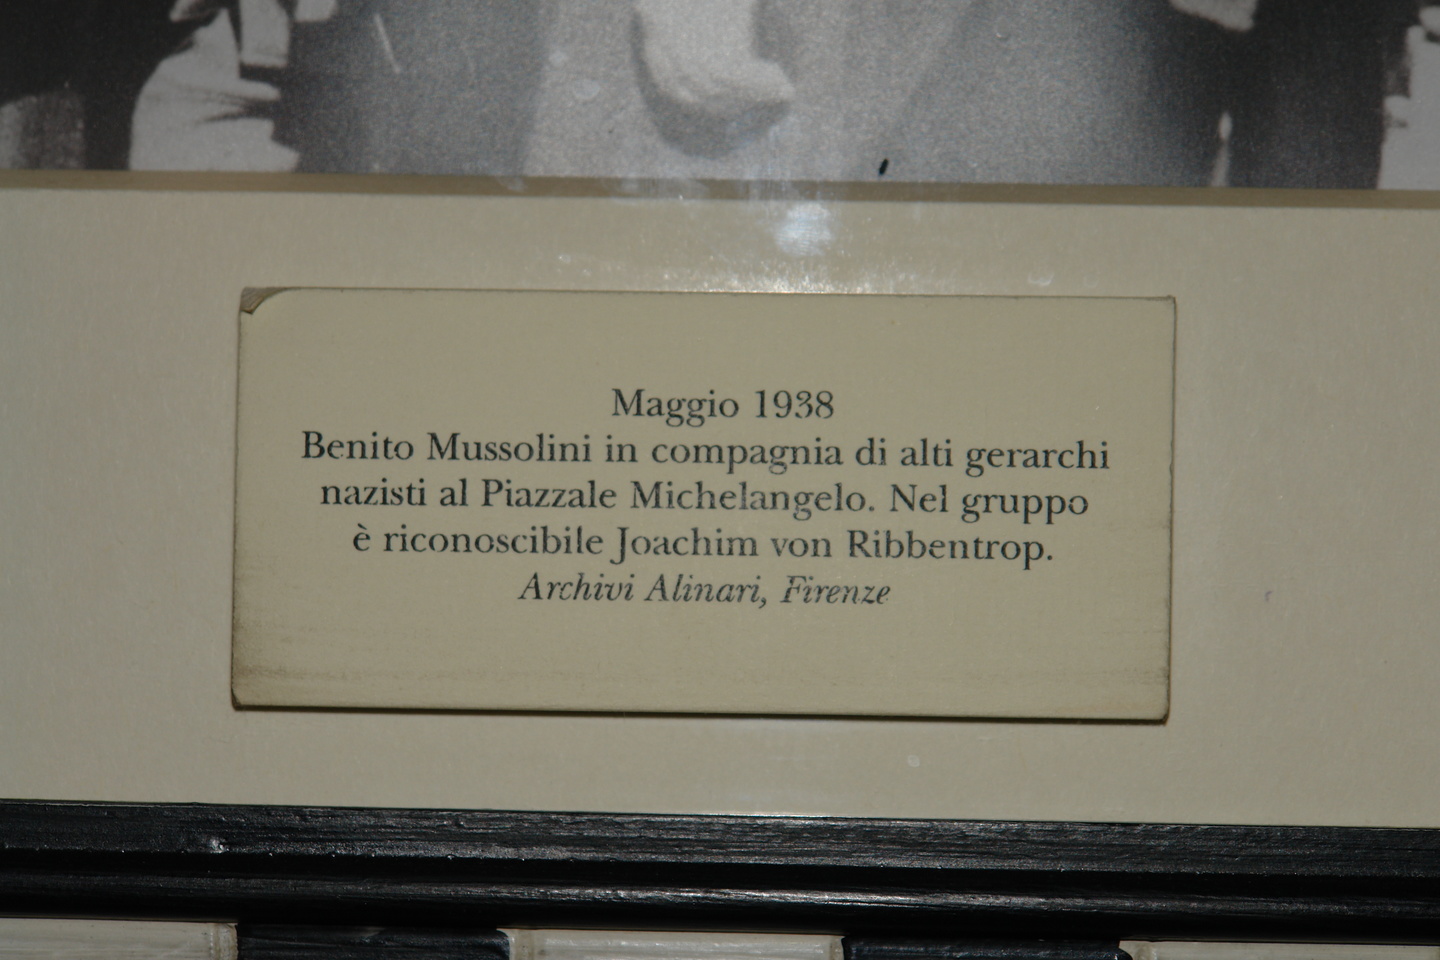 Maggio 1938
Benito Mussolini in compagnia di alti gerarchi
nazisti al Piazzale Michelangelo. Nel gruppo
è riconoscibile Joachim von Ribbentrop.
Archivi Alinari, Firenze